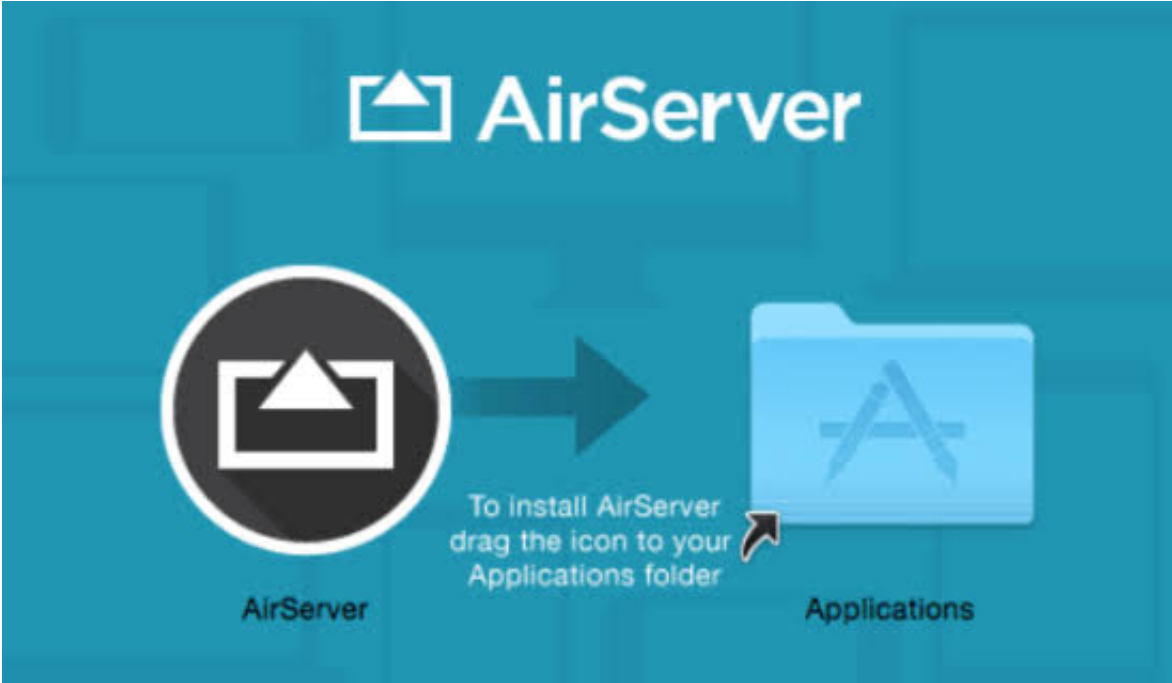 AirServer
To install AirServer
drag the icon to your
Applications folder
AirServer
Applications